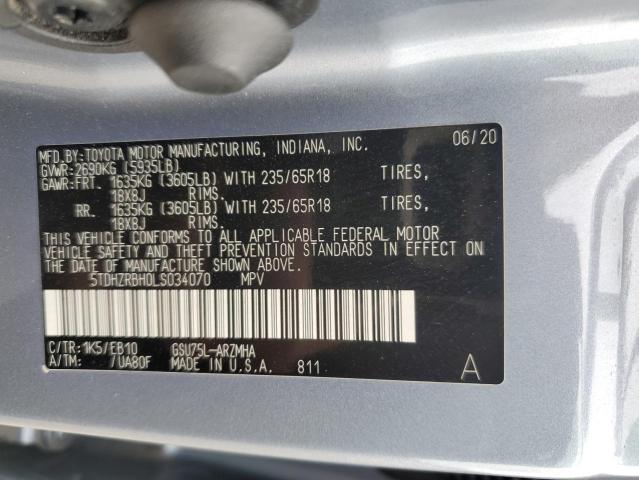 MFD.BY:TOYOTA MOTOR MANUFACTURING, INDIANA, INC. 06/20
GVWR:2690KG (5935LB)
GAWR:FRT. 1635KG (3605LB) WITH 235/65R18 TIRES,
18X8J RIMS.
RR. 1635KG (3605LB) WITH 235/65R18 TIRES,
18X8J RIMS.
THIS VEHICLE CONFORMS TO ALL APPLICABLE FEDERAL MOTOR
VEHICLE SAFETY AND THEFT PREVENTION STANDARDS IN EFFECT ON
THE DATE OF MANUFACTURE SHOWN ABOVE.
5TDHZRBH0LS034070 MPV
C/TR:1K5/EB10 GSU75L-ARZMHA
A/TM: /UA80F MADE IN U.S.A. 811 A